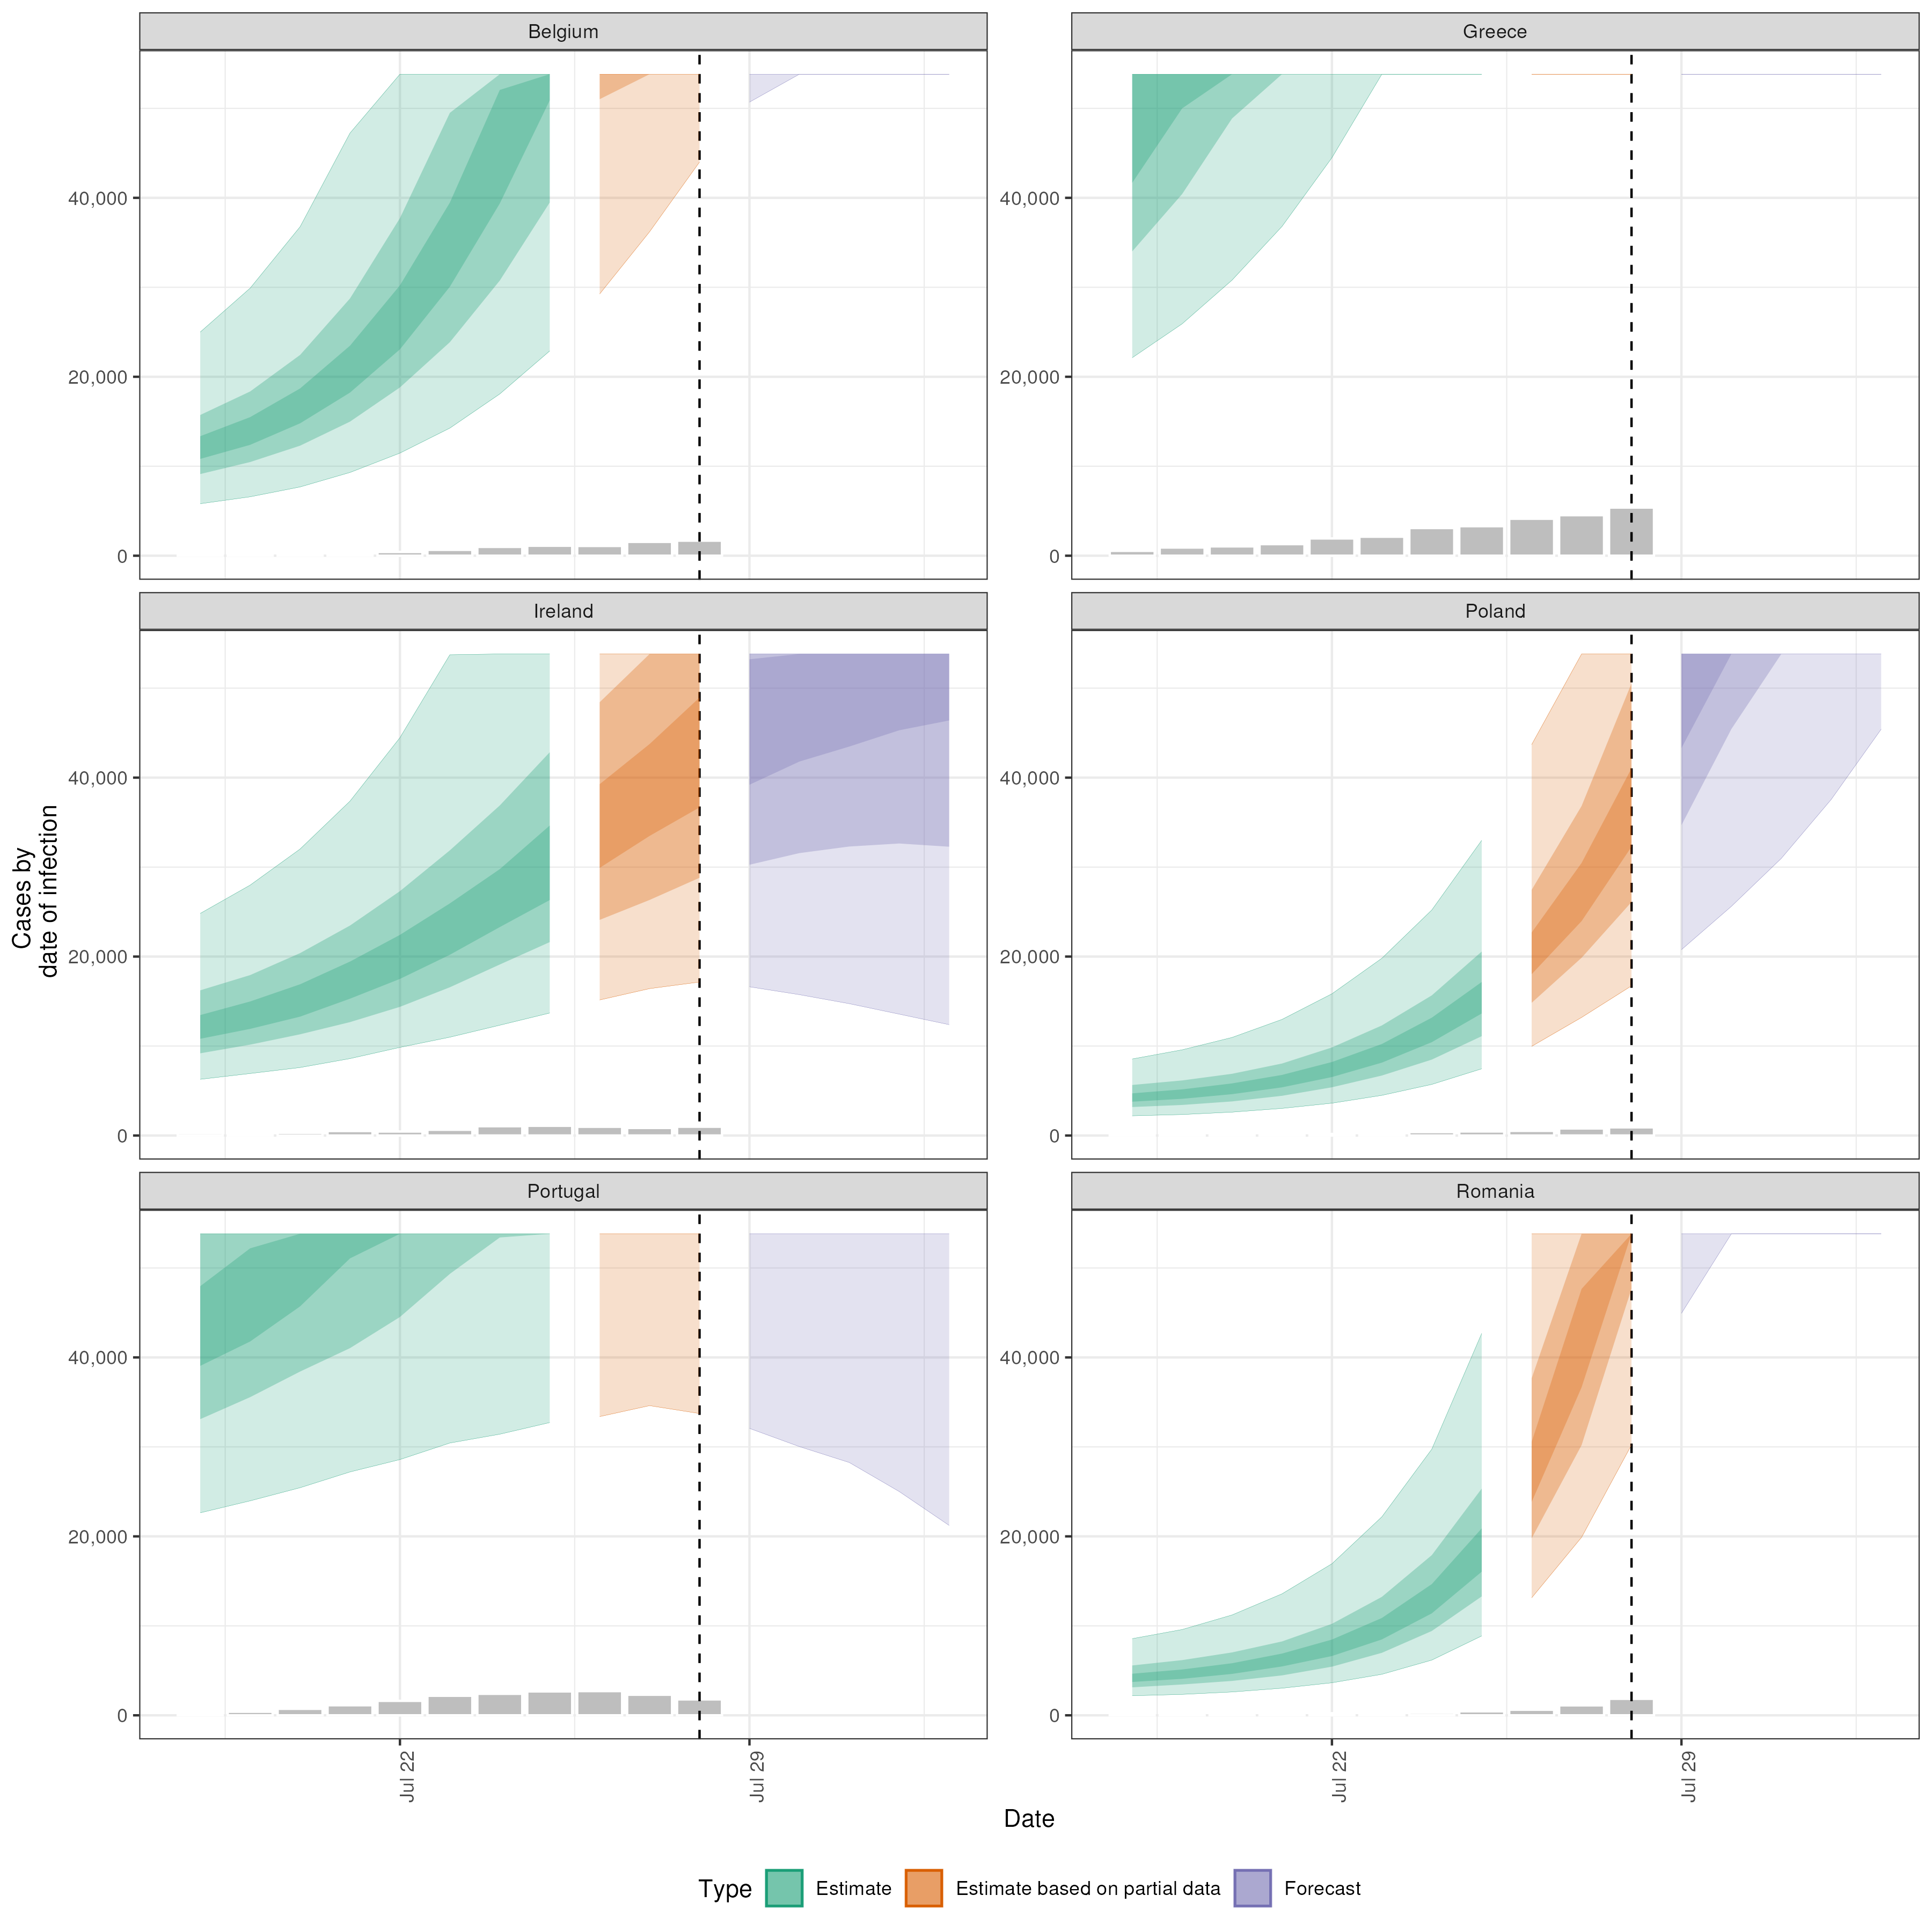 Belgium
Greece
40,000
20,000
0
40,000
20,000
0
Ireland
Poland
Cases by
date of infection
40,000
20,000
0
40,000
20,000
0
Portugal
Romania
40,000
20,000
0
40,000
20,000
0
Jul 22
Jul 29
Jul 22
Jul 29
Date
Type
Estimate
Estimate based on partial data
Forecast